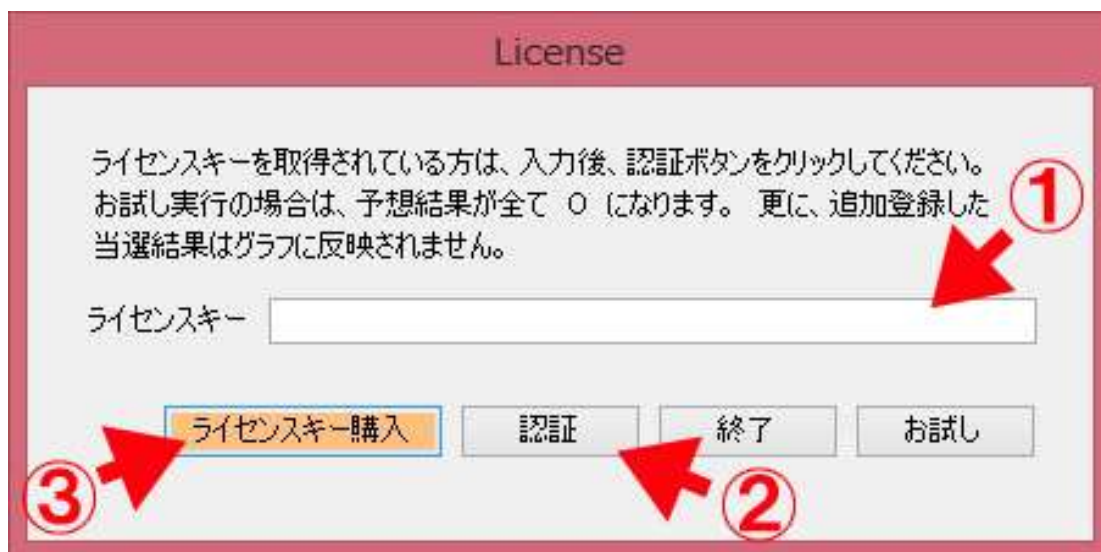 License
ライセンスキーを取得されている方は、入力後、認証ボタンをクリックしてください。
お試し実行の場合は、予想結果が全て 0 になります。 更に、追加登録した
当選結果はグラフに反映されません。
①
ライセンスキー
ライセンスキー購入 認証 終了 お試し
③ ②